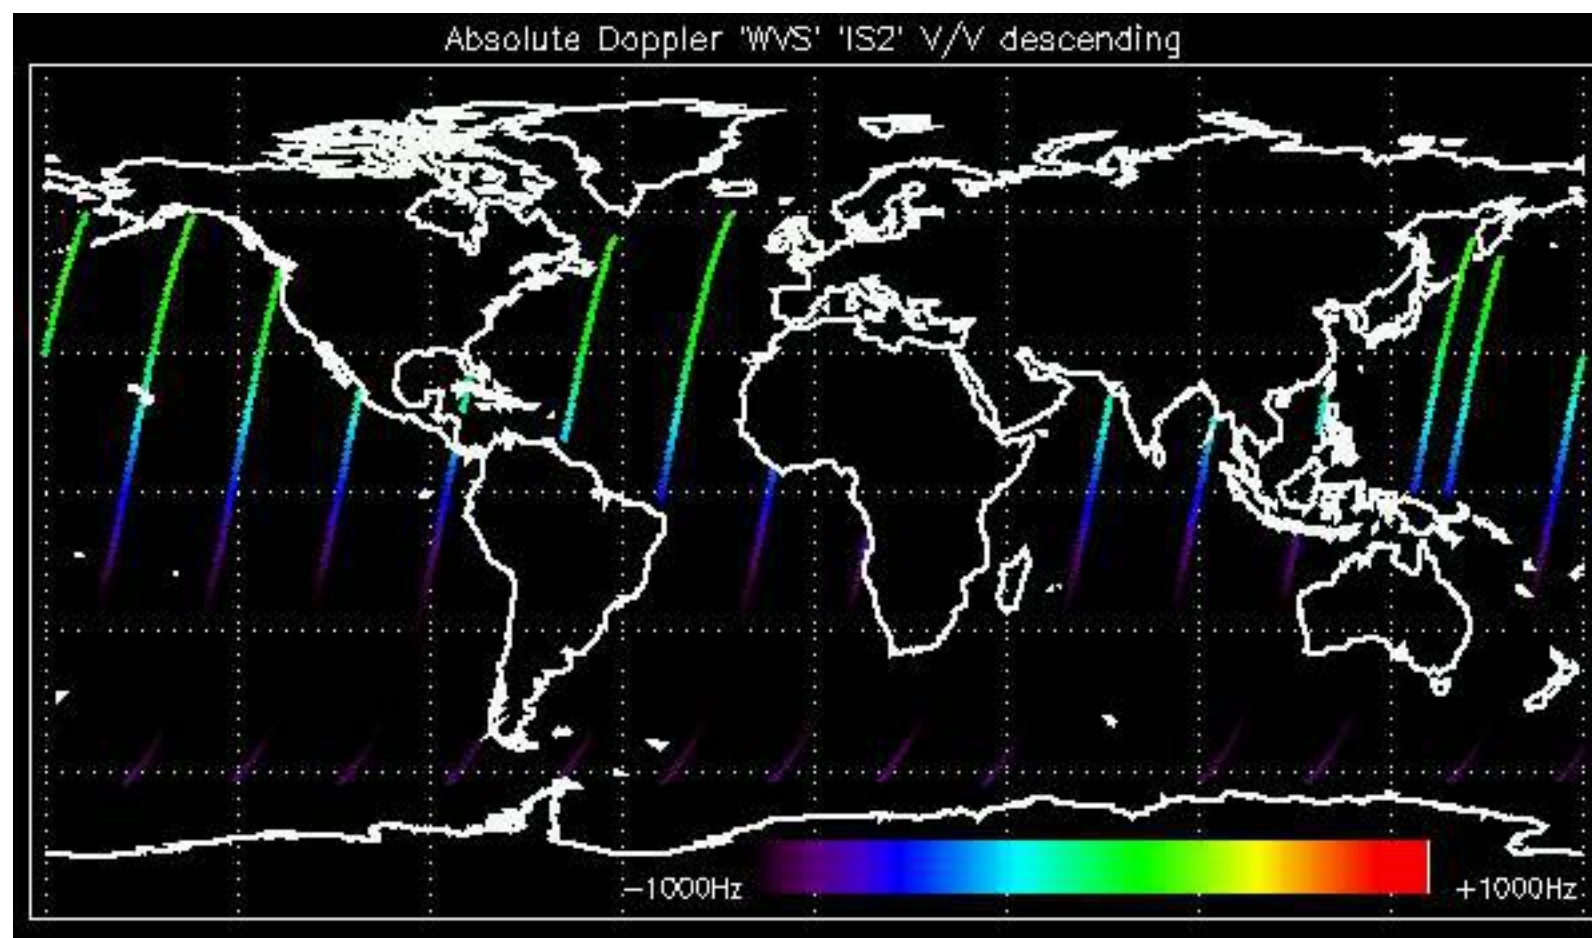 Absolute Doppler 'WVS' 'IS2' V/V descending
-1000Hz
+1000Hz